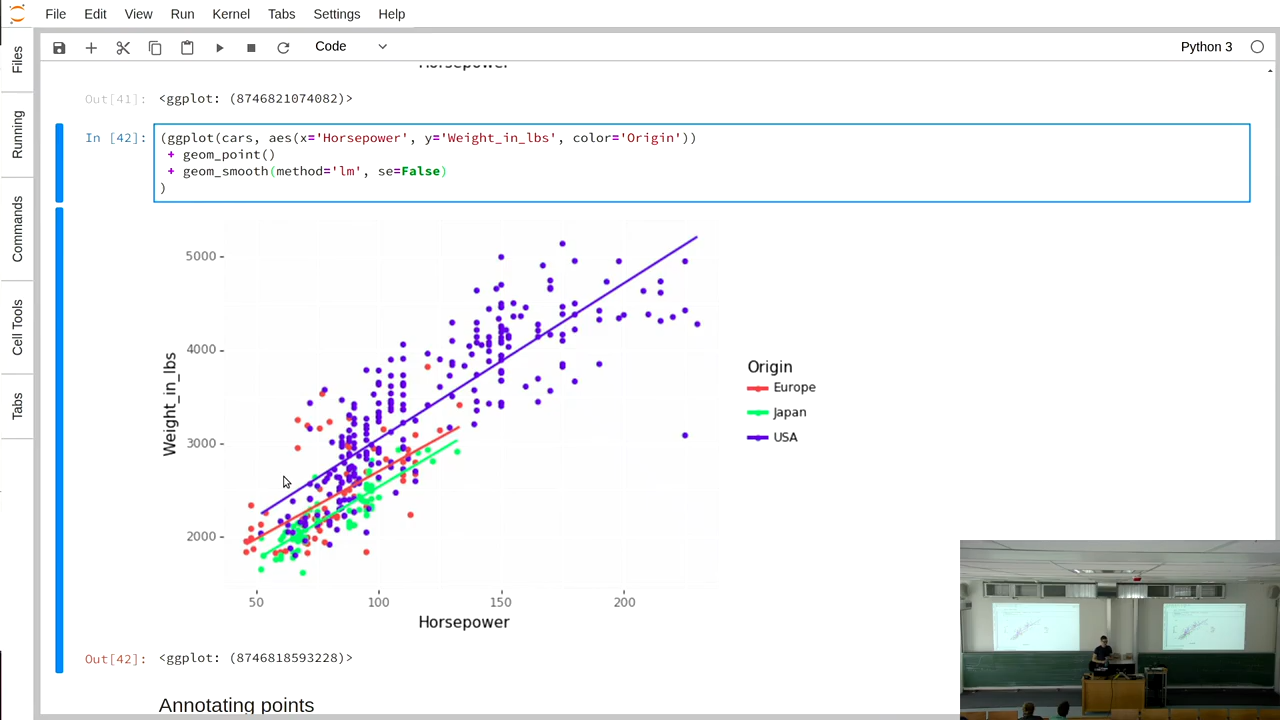 File Edit View Run Kernel Tabs Settings Help
Code
Python 3
Files
Running
Commands
Cell Tools
Tabs
Horsepower
Out[41]: <ggplot: (8746821074082)>
In [42]: (ggplot(cars, aes(x='Horsepower', y='Weight_in_lbs', color='Origin'))
+ geom_point()
+ geom_smooth(method='lm', se=False)
)
5000
4000
3000
2000
Weight_in_lbs
50 100 150 200
Horsepower
Origin
Europe
Japan
USA
Out[42]: <ggplot: (8746818593228)>
Annotating points